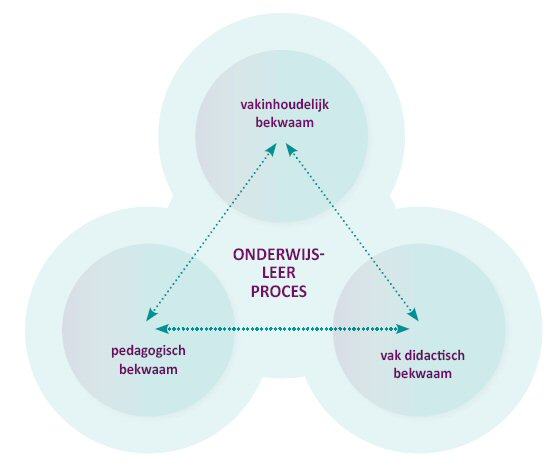 vakinhoudelijk
bekwaam
ONDERWIJS-
LEER
PROCES
pedagogisch
bekwaam
vak didactisch
bekwaam